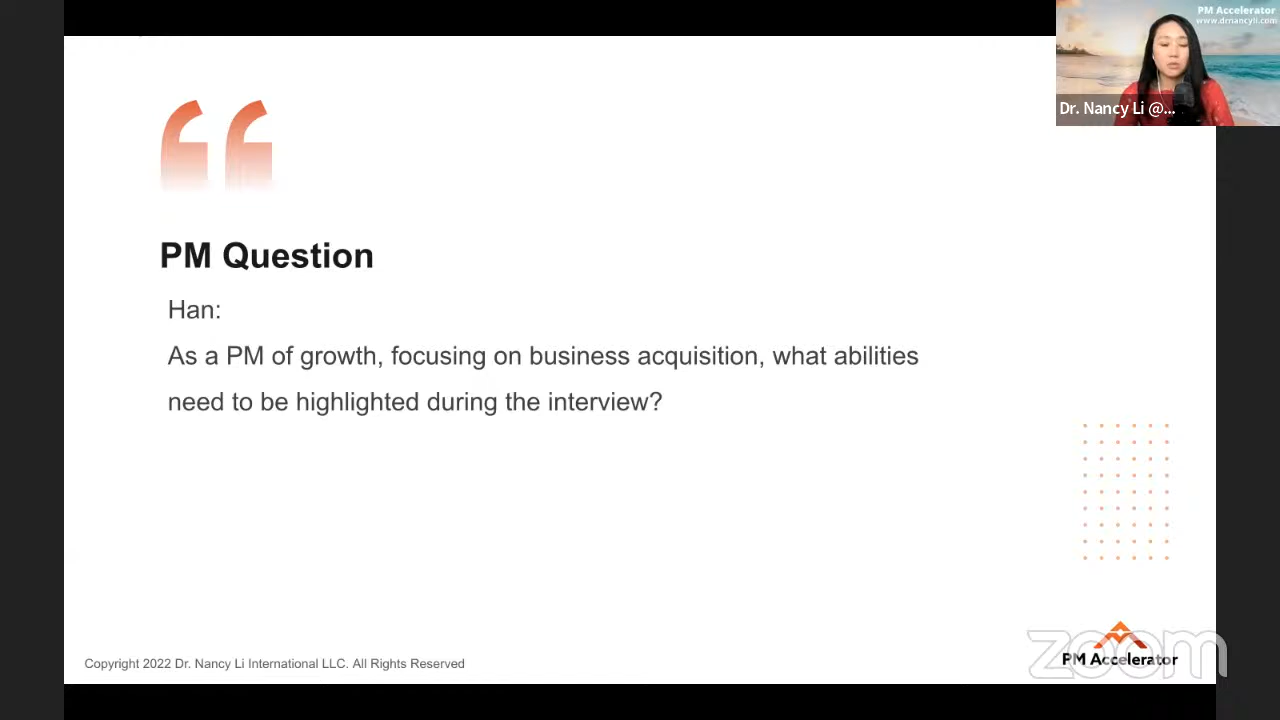 PM Accelerator
www.drnancyli.com
Dr. Nancy Li @...
PM Question
Han:
As a PM of growth, focusing on business acquisition, what abilities
need to be highlighted during the interview?
zoom
PM Accelerator
Copyright 2022 Dr. Nancy Li International LLC. All Rights Reserved